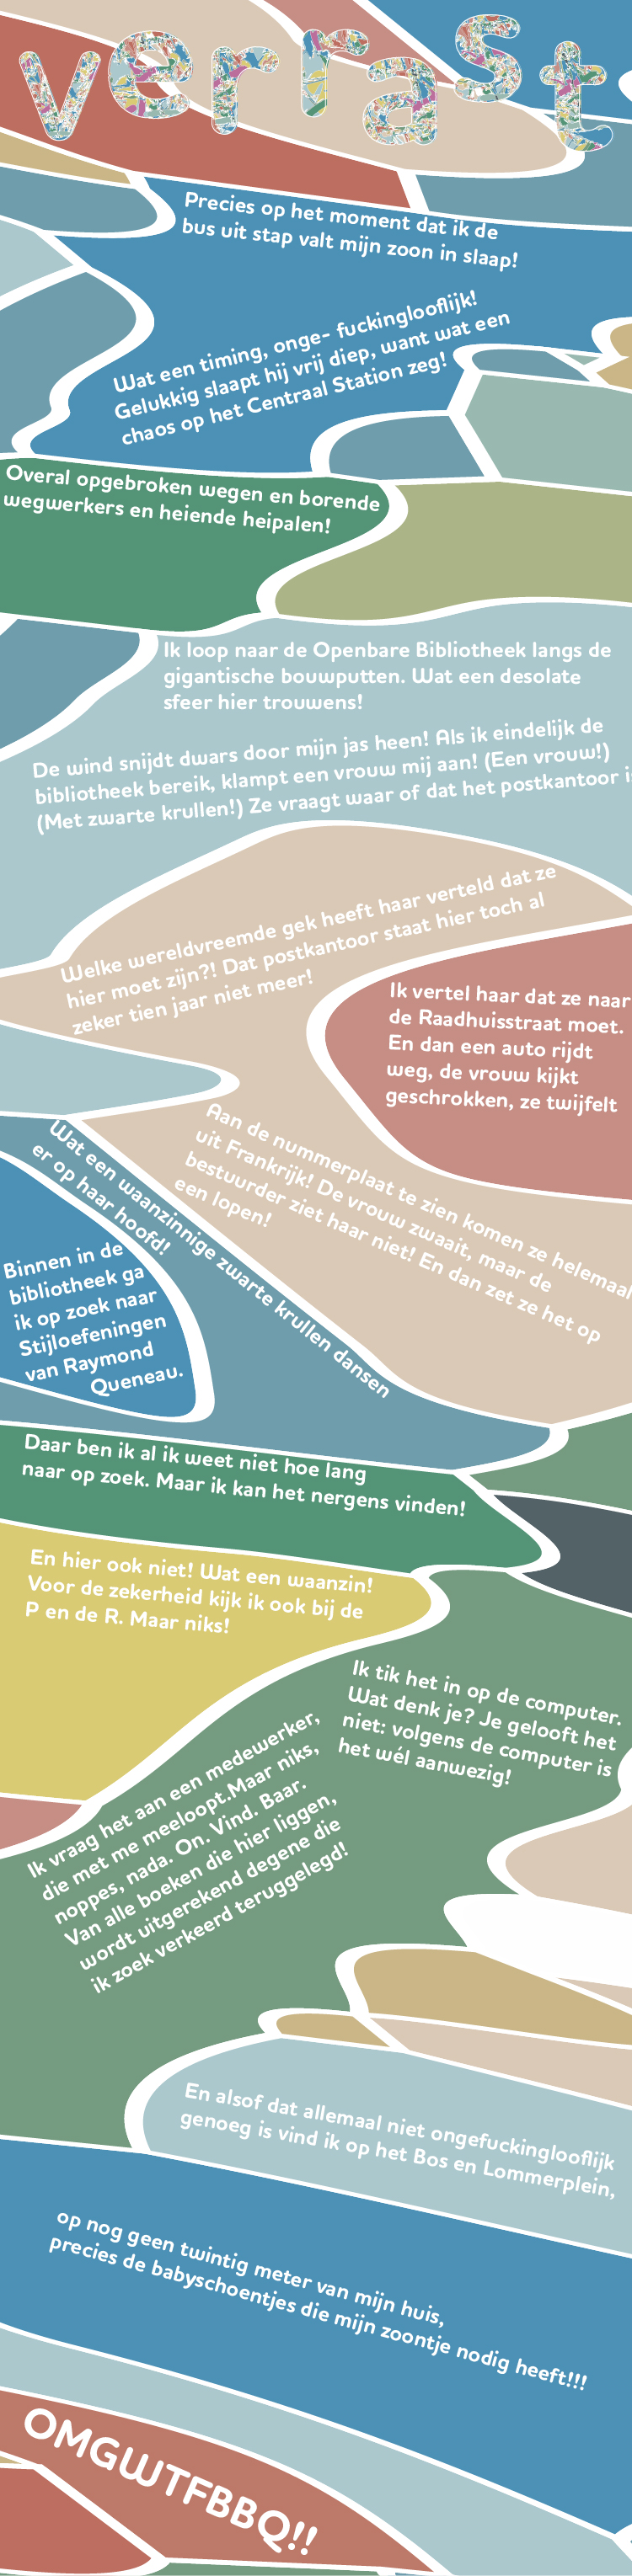 verrast
Precies op het moment dat ik de
bus uit stap valt mijn zoon in slaap!
Wat een timing, onge- fuckinglooflijk!
Gelukkig slaapt hij vrij diep, want wat een
chaos op het Centraal Station zeg!
Overal opgebroken wegen en borende
wegwerkers en heiende heipalen!
Ik loop naar de Openbare Bibliotheek langs de
gigantische bouwputten. Wat een desolate
sfeer hier trouwens!
De wind snijdt dwars door mijn jas heen! Als ik eindelijk de
bibliotheek bereik, klampt een vrouw mij aan! (Een vrouw!)
(Met zwarte krullen!) Ze vraagt waar of dat het postkantoor is
Welke wereldvreemde gek heeft haar verteld dat ze
hier moet zijn?! Dat postkantoor staat hier toch al
zeker tien jaar niet meer!
Ik vertel haar dat ze naar
de Raadhuisstraat moet.
En dan een auto rijdt
weg, de vrouw kijkt
geschrokken, ze twijfelt
Aan de nummerplaat te zien komen ze helemaal
uit Frankrijk! De vrouw zwaait, maar de
bestuurder ziet haar niet! En dan zet ze het op
een lopen!
Wat een waanzinnige zwarte krullen dansen
er op haar hoofd!
Binnen in de
bibliotheek ga
ik op zoek naar
Stijloefeningen
van Raymond
Queneau.
Daar ben ik al ik weet niet hoe lang
naar op zoek. Maar ik kan het nergens vinden!
En hier ook niet! Wat een waanzin!
Voor de zekerheid kijk ik ook bij de
P en de R. Maar niks!
Ik tik het in op de computer.
Wat denk je? Je gelooft het
niet: volgens de computer is
het wél aanwezig!
Ik vraag het aan een medewerker,
die met me meeloopt.Maar niks,
noppes, nada. On. Vind. Baar.
Van alle boeken die hier liggen,
wordt uitgerekend degene die
ik zoek verkeerd teruggelegd!
En alsof dat allemaal niet ongefuckinglooflijk
genoeg is vind ik op het Bos en Lommerplein,
op nog geen twintig meter van mijn huis,
precies de babyschoentjes die mijn zoontje nodig heeft!!!
OMGWTFBBQ!!